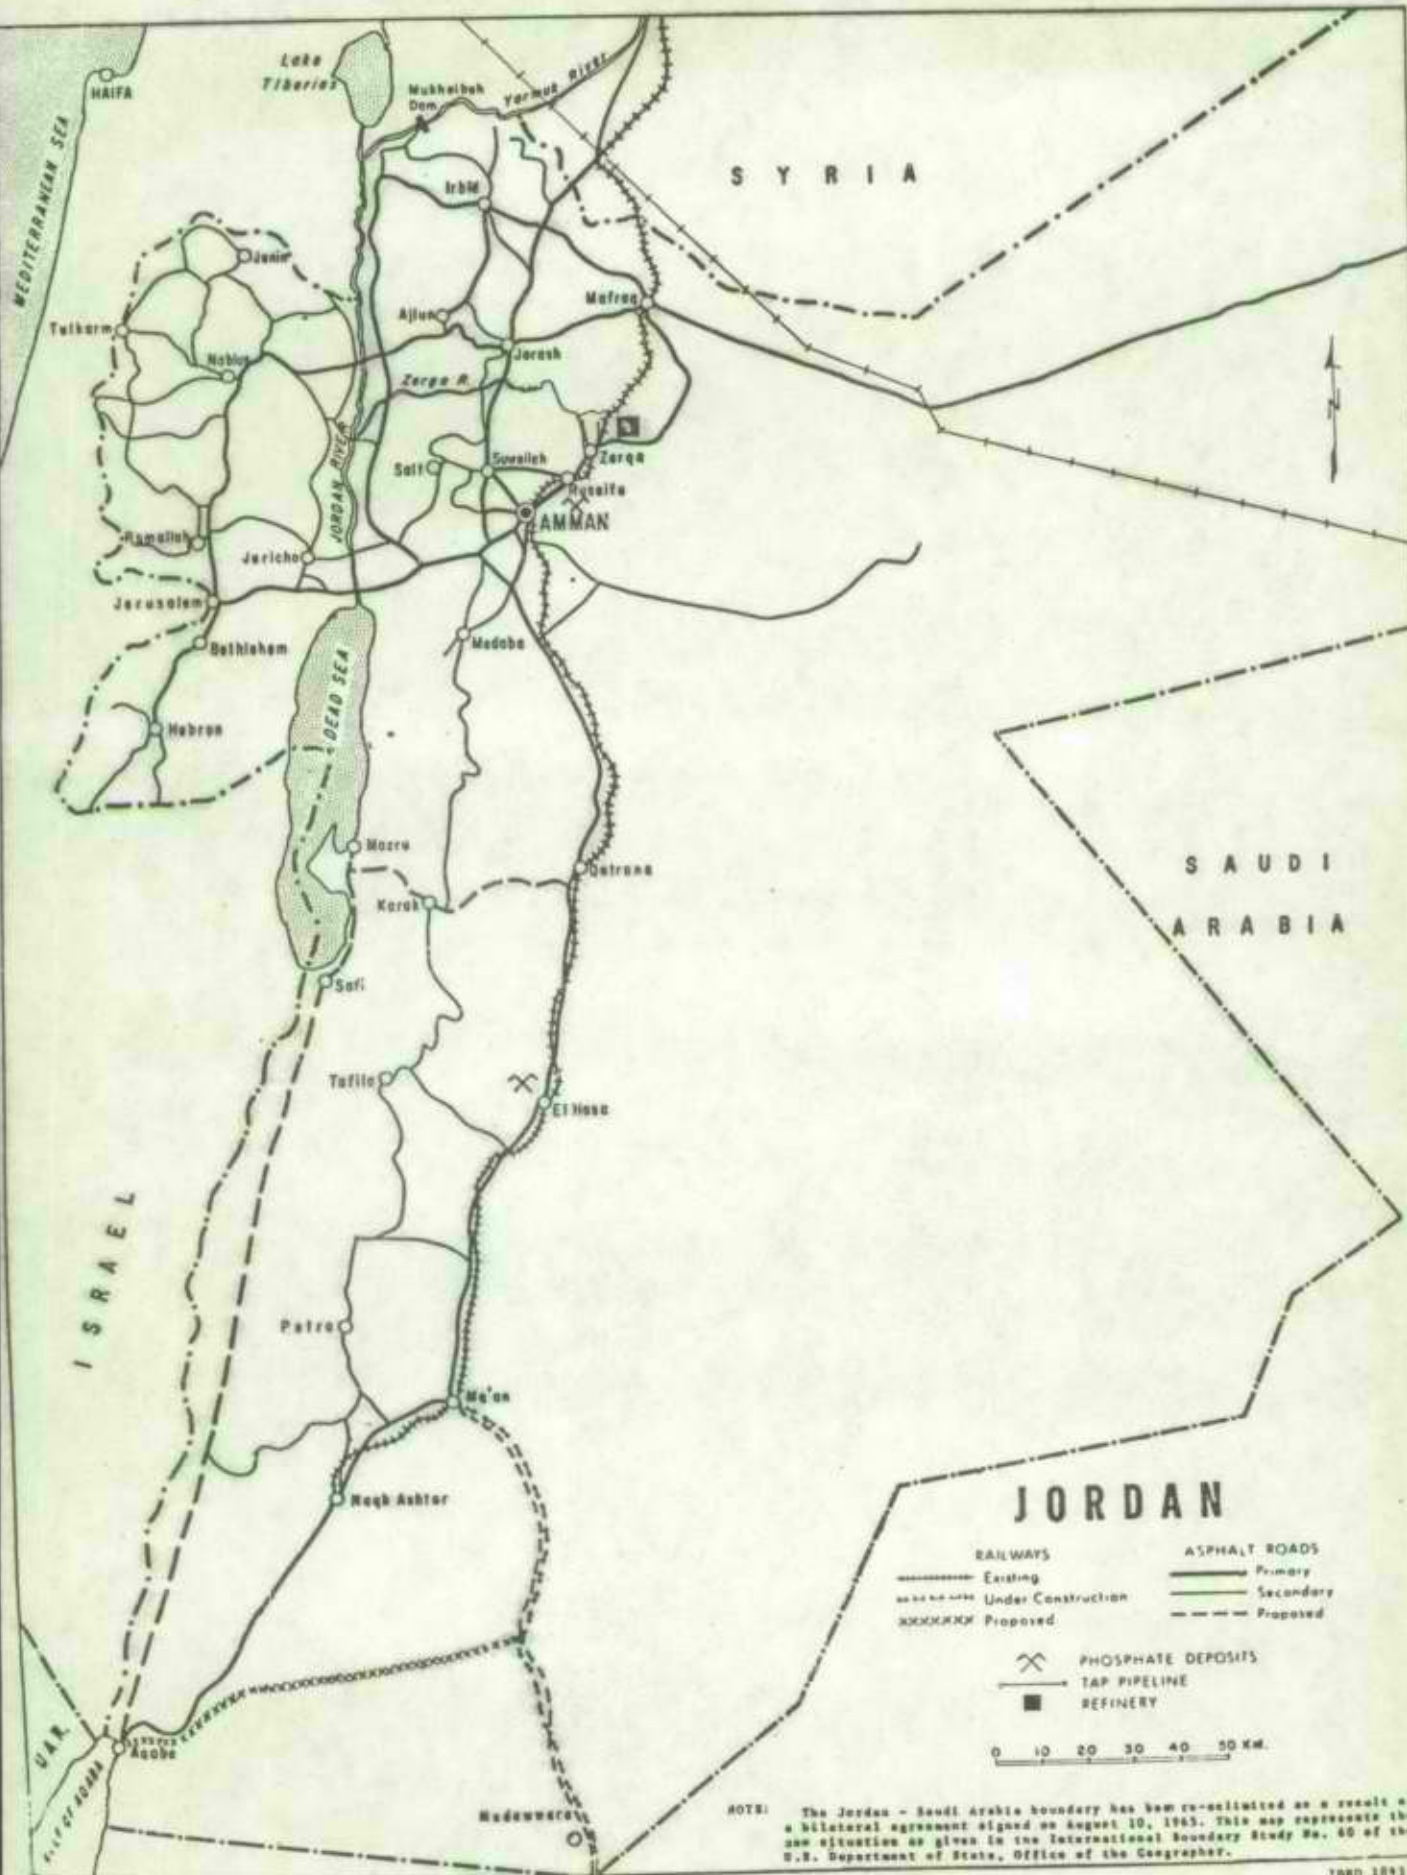 Lake
Tiberias
HAIFA
Mukheibeh
Dam
Yarmuk River
MEDITERRANEAN SEA
SYRIA
Irbid
Jenin
Mafraq
Ajlun
Tulkarm
Jerash
Nablus
Zerqa R.
JORDAN RIVER
Salt
Suweileh
Zerqa
Rusaifa
AMMAN
Ramallah
Jericho
Jerusalem
Madaba
Bethlehem
DEAD SEA
Hebron
Mazra
Qatrana
SAUDI
ARABIA
Karak
Safi
Tafila
El Hasa
ISRAEL
Petra
Ma'an
Naqb Ashtar
JORDAN
RAILWAYS
Existing
Under Construction
Proposed
ASPHALT ROADS
Primary
Secondary
Proposed
PHOSPHATE DEPOSITS
TAP PIPELINE
REFINERY
0 10 20 30 40 50 KM.
U.A.R.
Aqaba
GULF OF AQABA
Mudawwara
NOTE: The Jordan - Saudi Arabia boundary has been re-delimited as a result of
a bilateral agreement signed on August 10, 1965. This map represents the
new situation as given in the International Boundary Study No. 60 of the
U.S. Department of State, Office of the Geographer.